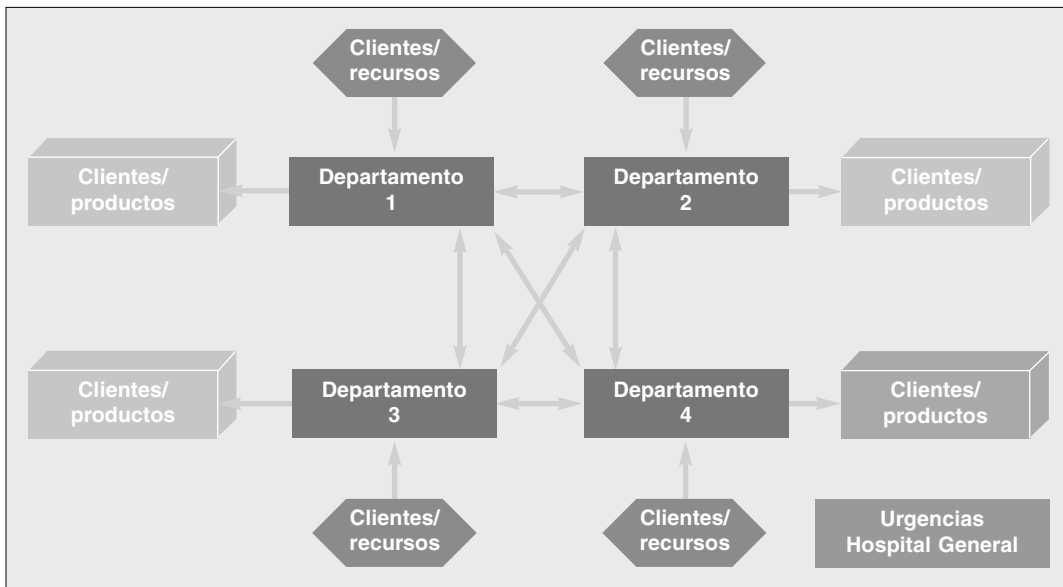 Clientes/
recursos
Clientes/
recursos
Clientes/
productos
Departamento
1
Departamento
2
Clientes/
productos
Clientes/
productos
Departamento
3
Departamento
4
Clientes/
productos
Clientes/
recursos
Clientes/
recursos
Urgencias
Hospital General